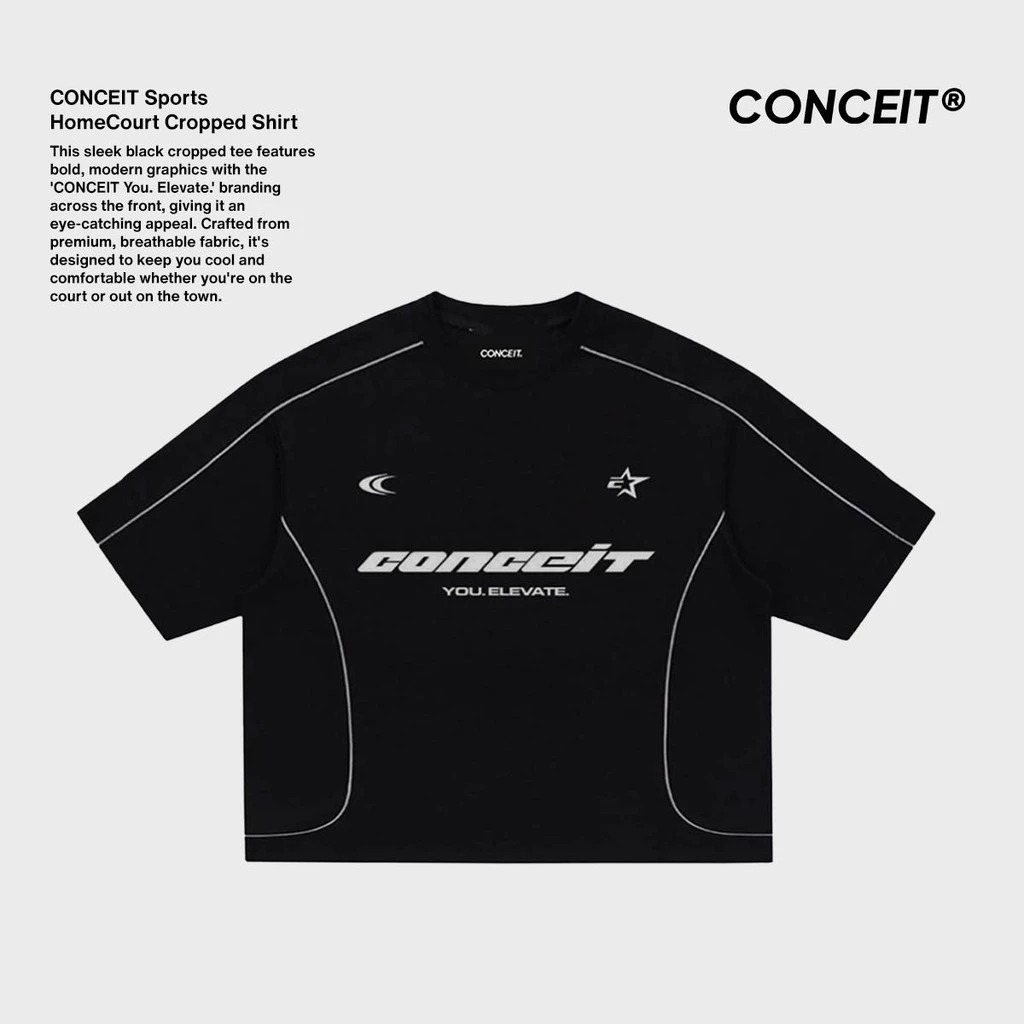 CONCEIT Sports
HomeCourt Cropped Shirt
This sleek black cropped tee features
bold, modern graphics with the
'CONCEIT You. Elevate.' branding
across the front, giving it an
eye-catching appeal. Crafted from
premium, breathable fabric, it's
designed to keep you cool and
comfortable whether you're on the
court or out on the town.
CONCEIT®
CONCEIT.
conceit
YOU. ELEVATE.